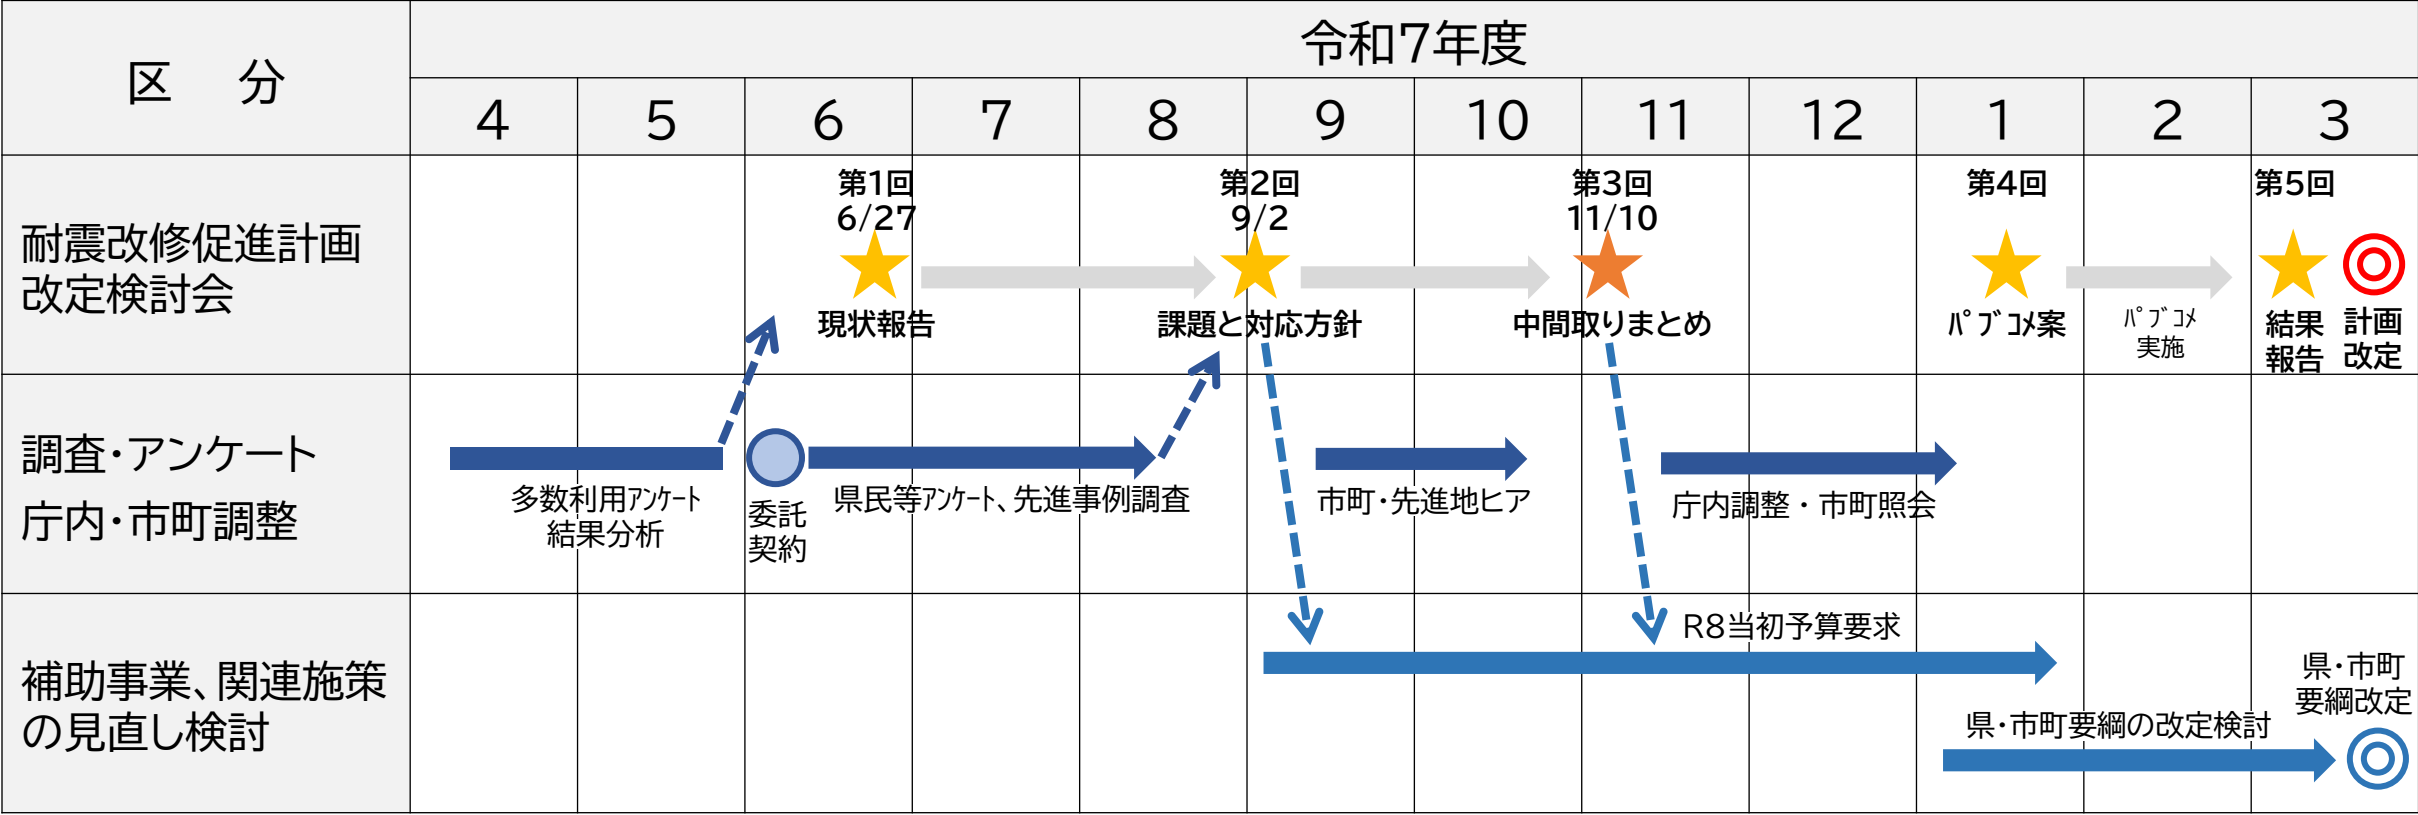 区　分
令和7年度
4
5
6
7
8
9
10
11
12
1
2
3
耐震改修促進計画
改定検討会
第1回
6/27
現状報告
第2回
9/2
課題と対応方針
第3回
11/10
中間取りまとめ
第4回
ﾊﾟﾌﾞｺﾒ案
ﾊﾟﾌﾞｺﾒ
実施
第5回
結果
報告
計画
改定
調査・アンケート
庁内・市町調整
多数利用ｱﾝｹｰﾄ
結果分析
委託
契約
県民等ｱﾝｹｰﾄ、先進事例調査
市町・先進地ヒア
庁内調整・市町照会
補助事業、関連施策
の見直し検討
R8当初予算要求
県・市町要綱の改定検討
県・市町
要綱改定